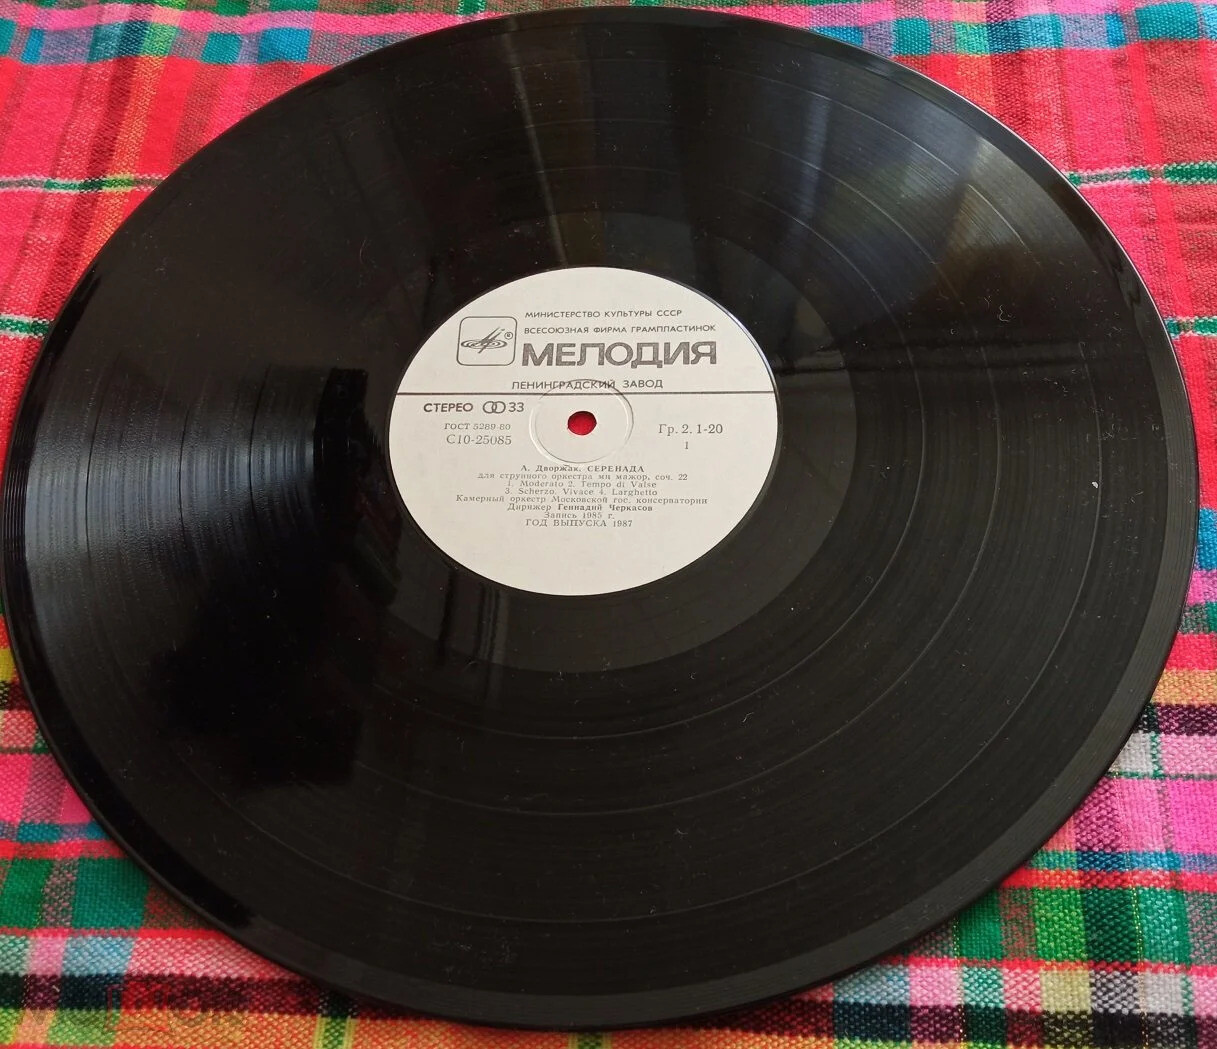 МИНИСТЕРСТВО КУЛЬТУРЫ СССР
ВСЕСОЮЗНАЯ ФИРМА ГРАМПЛАСТИНОК
®
МЕЛОДИЯ
ЛЕНИНГРАДСКИЙ ЗАВОД
СТЕРЕО 33
ГОСТ 5289-80
С10-25085
Гр. 2. 1-20
1
А. Дворжак. СЕРЕНАДА
для струнного оркестра ми мажор, соч. 22
1. Moderato 2. Tempo di Valse
3. Scherzo. Vivace 4. Larghetto
Камерный оркестр Московской гос. консерватории
Дирижер Геннадий Черкасов
Запись 1985 г.
ГОД ВЫПУСКА 1987